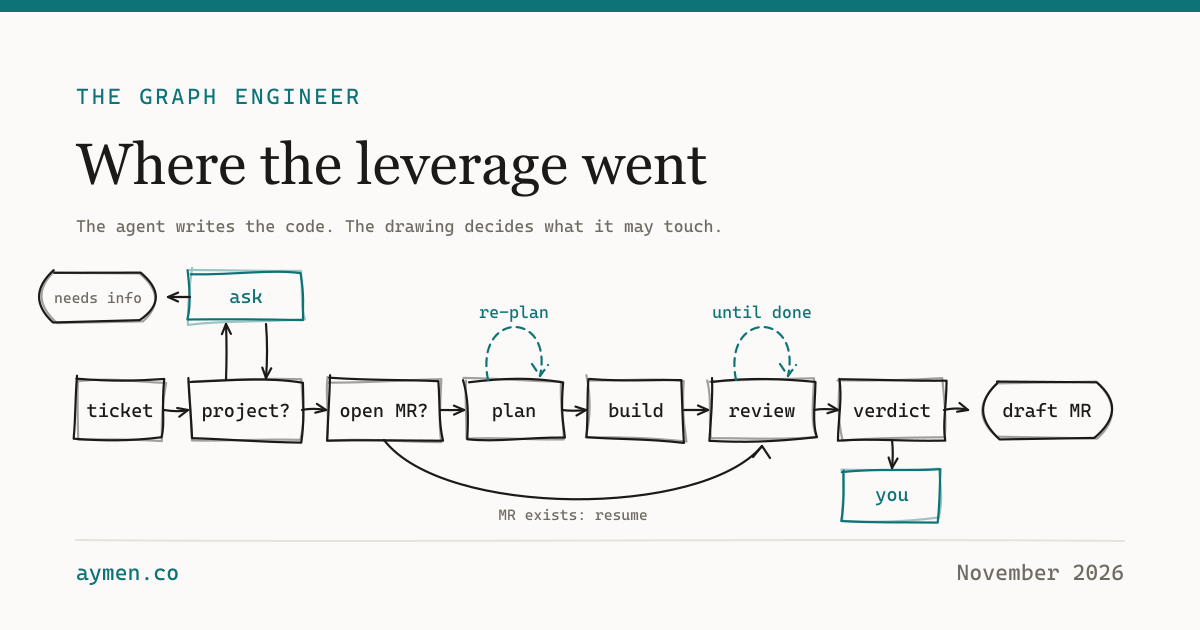 THE GRAPH ENGINEER
Where the leverage went
The agent writes the code. The drawing decides what it may touch.
needs info
ask
re-plan
until done
ticket
project?
open MR?
plan
build
review
verdict
draft MR
you
MR exists: resume
aymen.co
November 2026